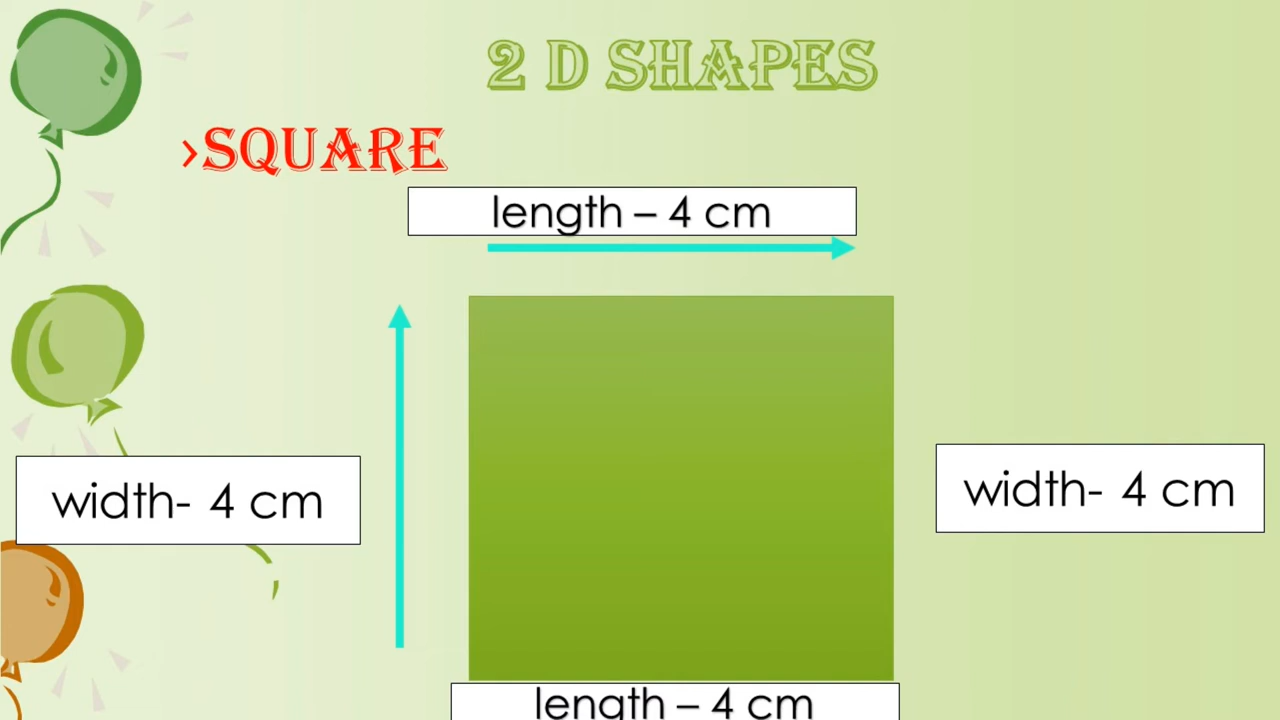 2 D SHAPES
›SQUARE
length – 4 cm
width- 4 cm
width- 4 cm
length – 4 cm